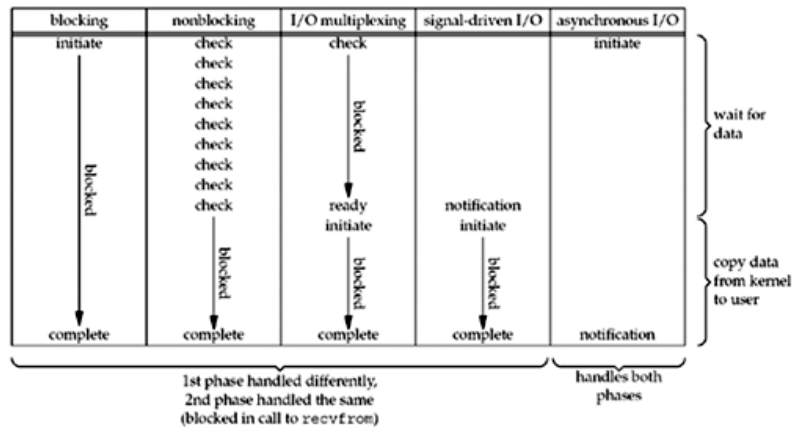 blocking nonblocking I/O multiplexing signal-driven I/O asynchronous I/O
initiate check check initiate
check
check
check
check
check
check
check
check ready notification
initiate initiate
blocked
blocked
blocked
blocked
blocked
complete complete complete complete notification
wait for
data
copy data
from kernel
to user
1st phase handled differently,
2nd phase handled the same
(blocked in call to recvfrom)
handles both
phases